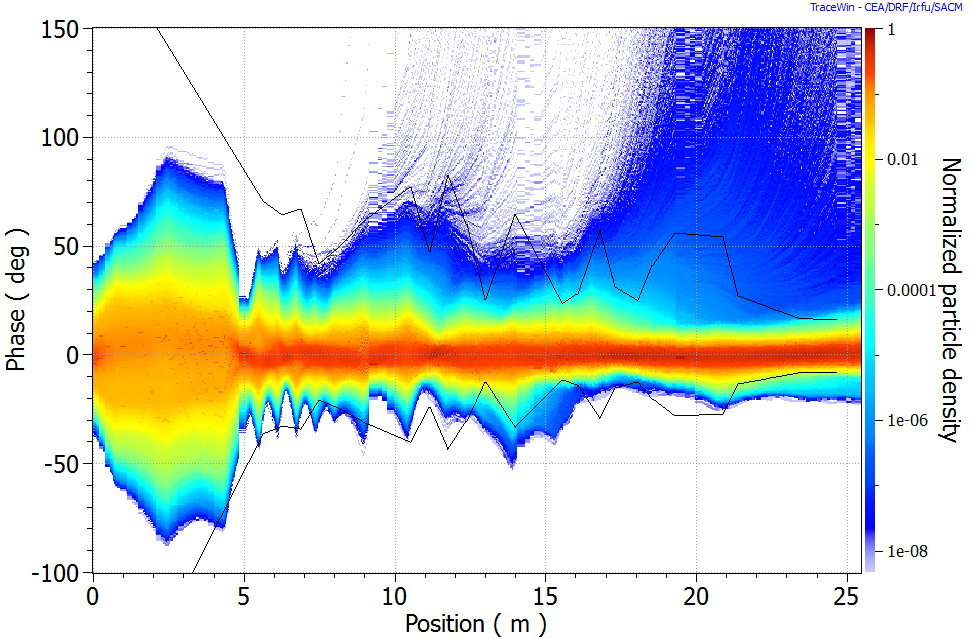 TraceWin - CEA/DRF/Irfu/SACM
150
100
50
0
-50
-100
Phase ( deg )
0
5
10
15
20
25
Position ( m )
1
0.01
0.0001
1e-06
1e-08
Normalized particle density